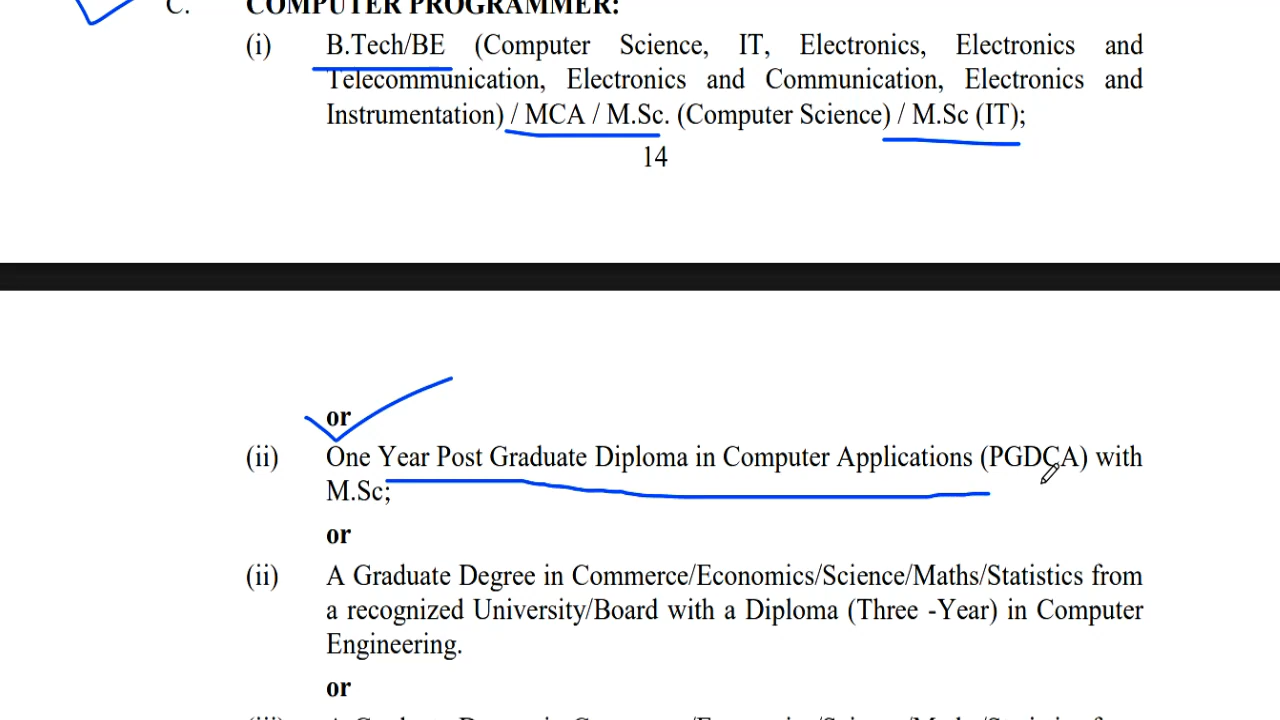 C. COMPUTER PROGRAMMER:
(i) B.Tech/BE (Computer Science, IT, Electronics, Electronics and
Telecommunication, Electronics and Communication, Electronics and
Instrumentation) / MCA / M.Sc. (Computer Science) / M.Sc (IT);
14
or
(ii) One Year Post Graduate Diploma in Computer Applications (PGDCA) with
M.Sc;
or
(ii) A Graduate Degree in Commerce/Economics/Science/Maths/Statistics from
a recognized University/Board with a Diploma (Three -Year) in Computer
Engineering.
or